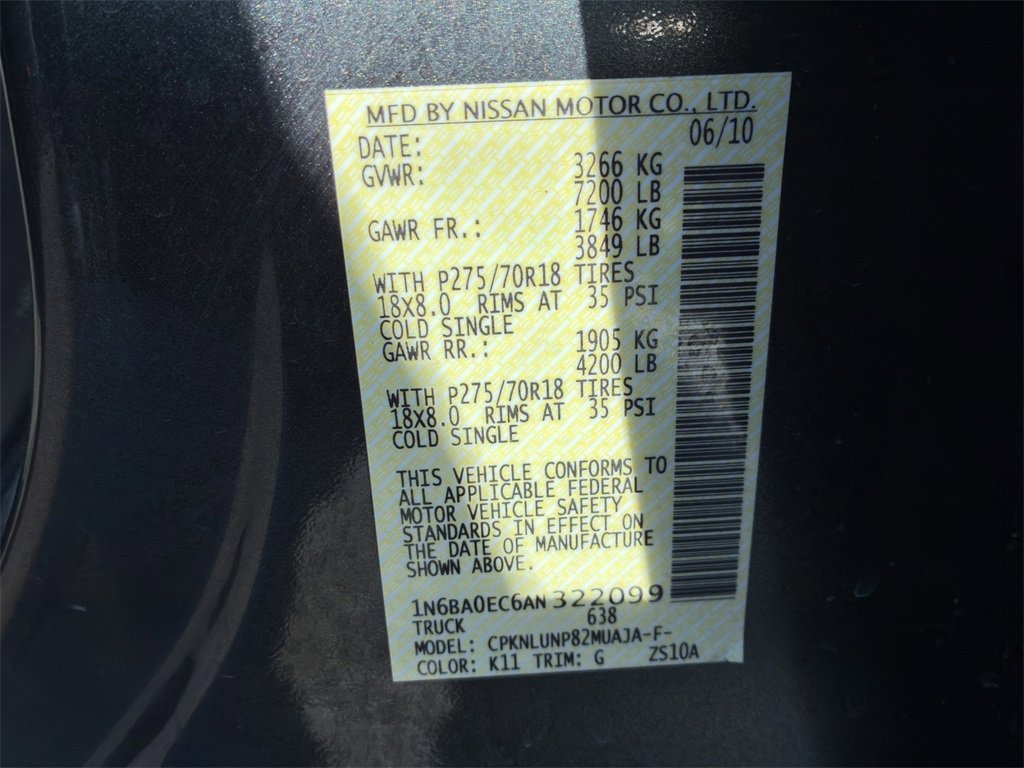 MFD BY NISSAN MOTOR CO., LTD.
DATE: 06/10
GVWR: 3266 KG
7200 LB
GAWR FR.: 1746 KG
3849 LB
WITH P275/70R18 TIRES
18X8.0 RIMS AT 35 PSI
COLD SINGLE
GAWR RR.: 1905 KG
4200 LB
WITH P275/70R18 TIRES
18X8.0 RIMS AT 35 PSI
COLD SINGLE
THIS VEHICLE CONFORMS TO
ALL APPLICABLE FEDERAL
MOTOR VEHICLE SAFETY
STANDARDS IN EFFECT ON
THE DATE OF MANUFACTURE
SHOWN ABOVE.
1N6BA0EC6AN322099
TRUCK 638
MODEL: CPKNLUNP82MUAJA-F-
COLOR: K11 TRIM: G ZS10A